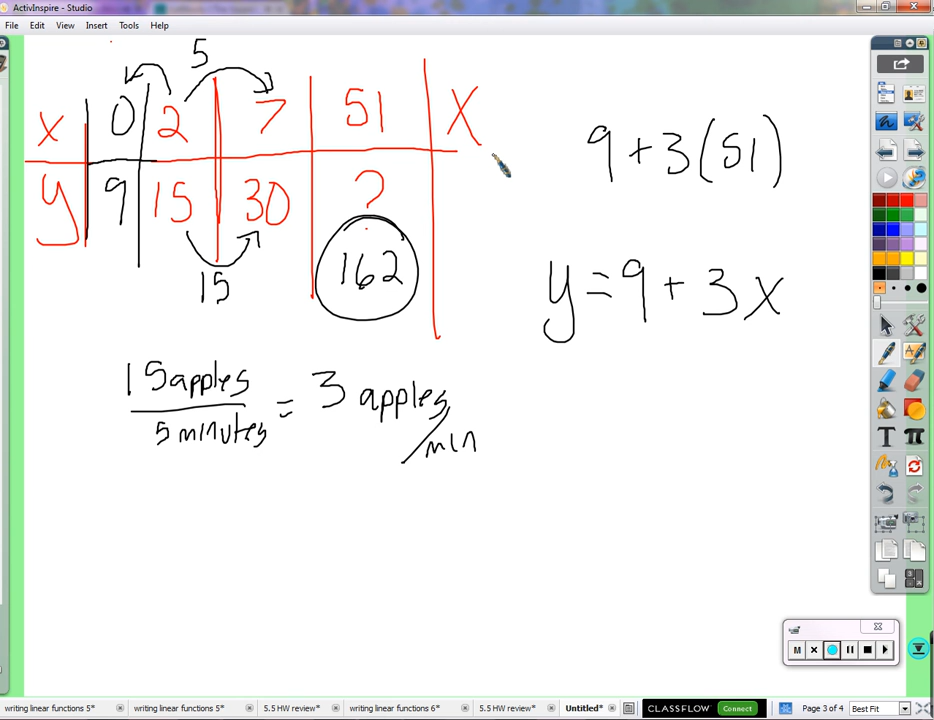 ActivInspire - Studio
File Edit View Insert Tools Help
5
x 0 2 7 51 X
y 9 15 30 ?
162
15
9 + 3 (51)
y = 9 + 3x
15 apples
5 minutes
= 3 apples
/min
M
writing linear functions 5* writing linear functions 5* 5.5 HW review* writing linear functions 6* 5.5 HW review* Untitled* CLASSFLOW Connect Page 3 of 4 Best Fit